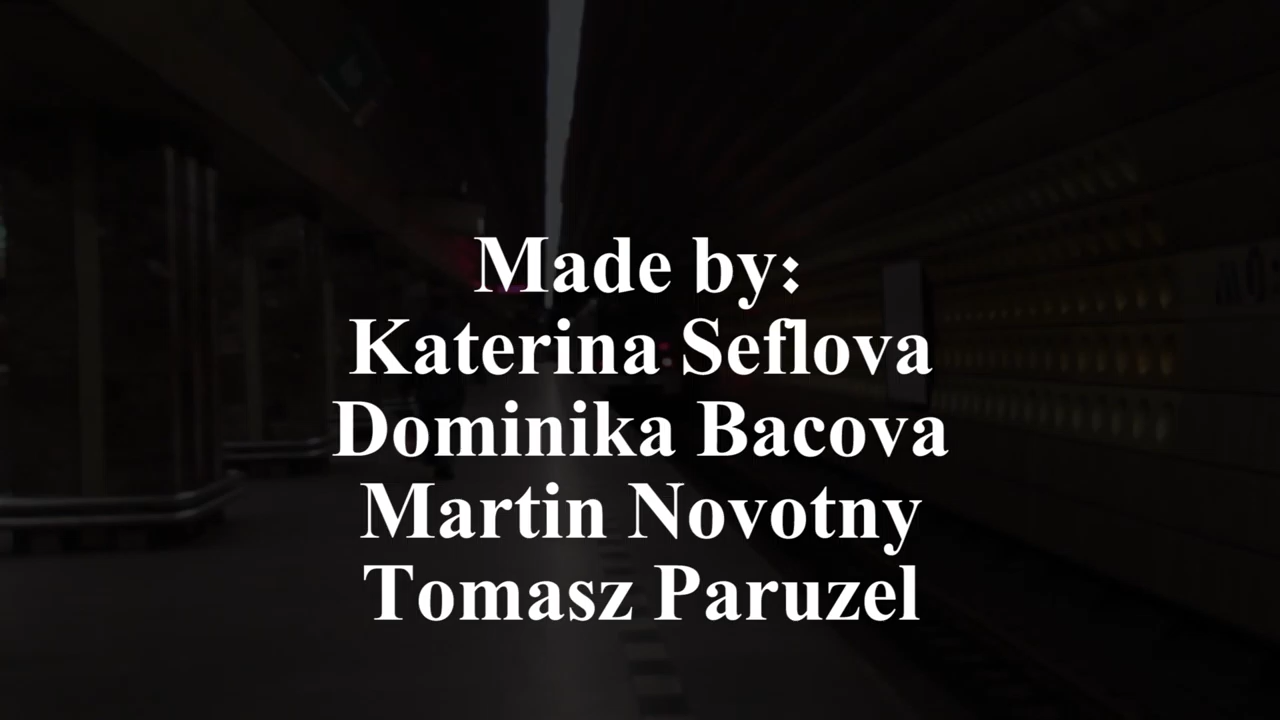 Made by:
Katerina Seflova
Dominika Bacova
Martin Novotny
Tomasz Paruzel